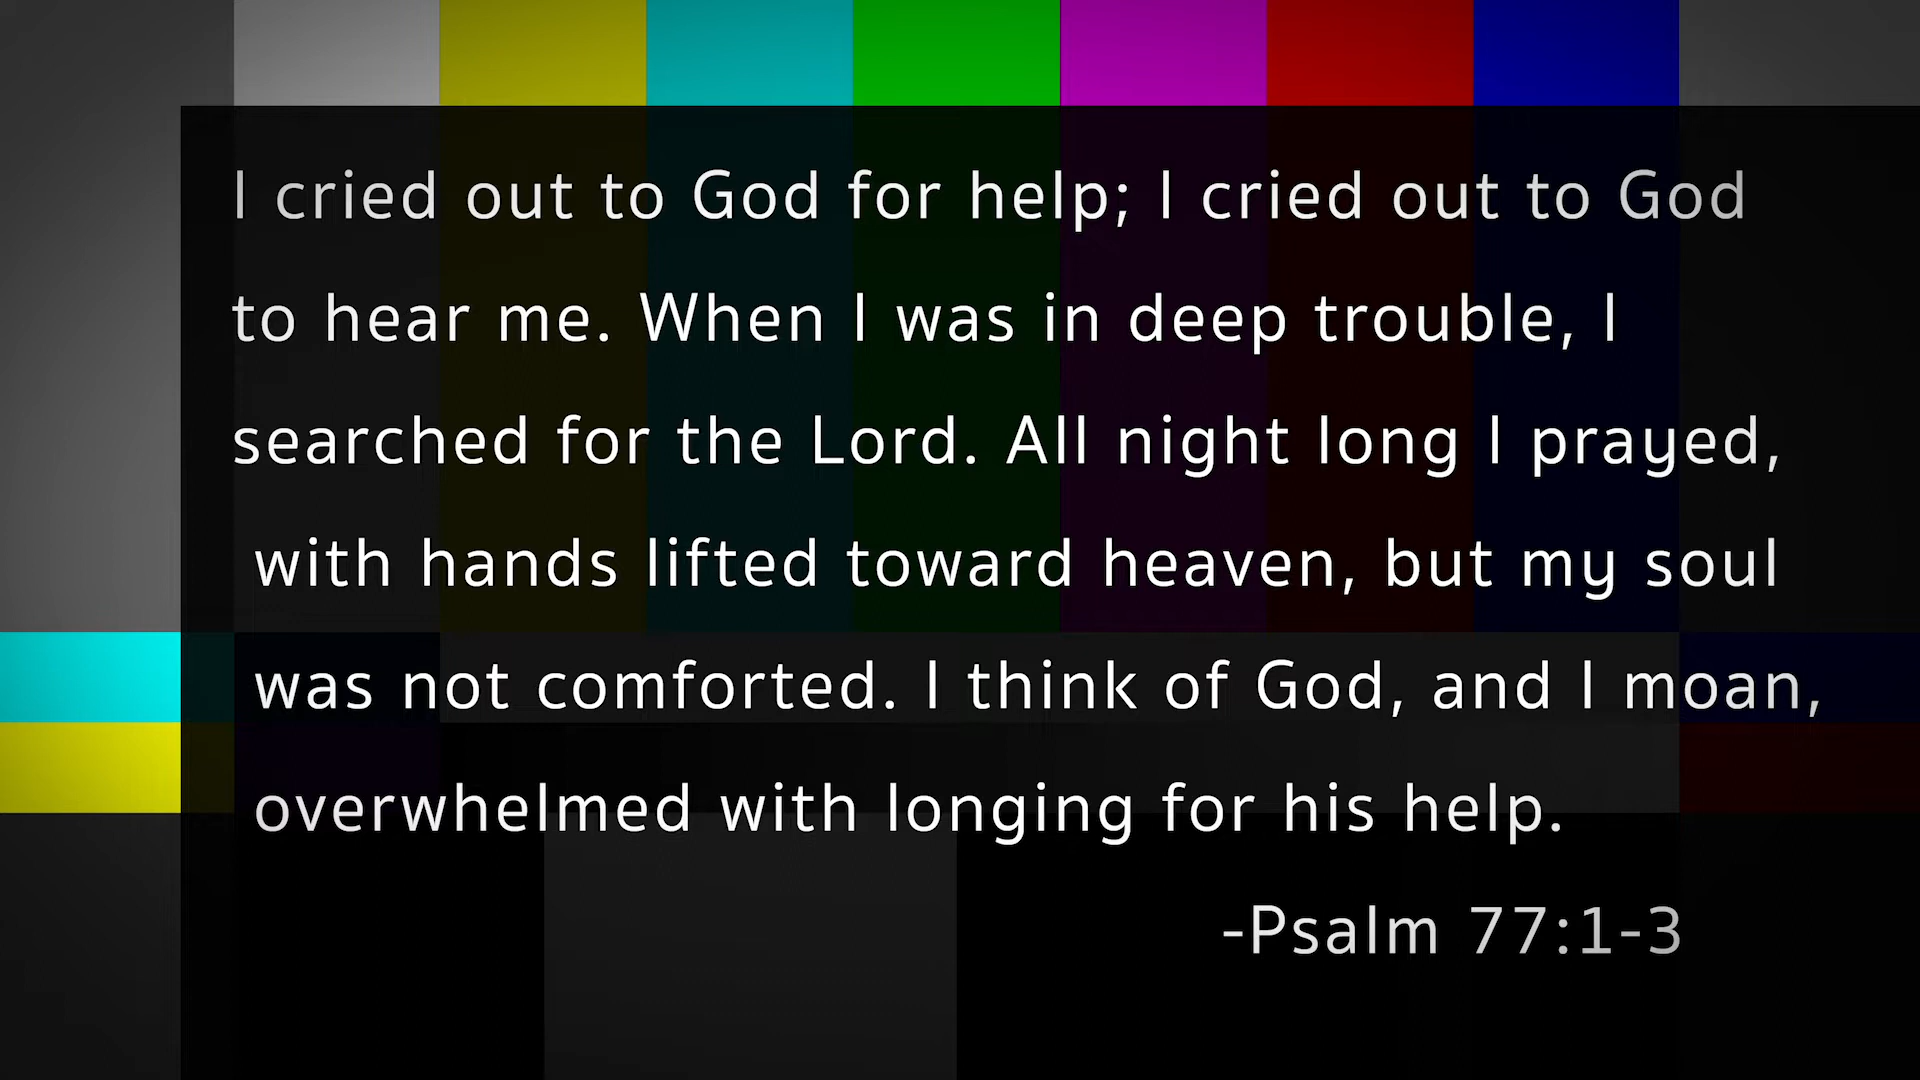 I cried out to God for help; I cried out to God
to hear me. When I was in deep trouble, I
searched for the Lord. All night long I prayed,
with hands lifted toward heaven, but my soul
was not comforted. I think of God, and I moan,
overwhelmed with longing for his help.
-Psalm 77:1-3